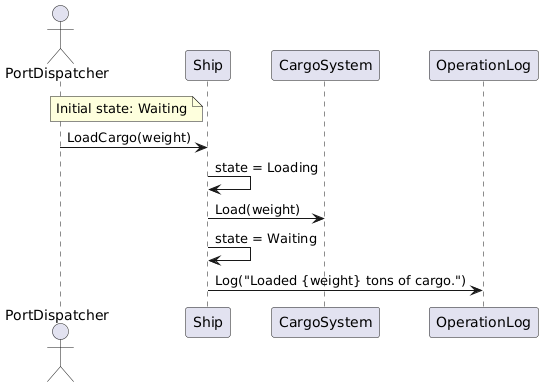 PortDispatcher
Ship
CargoSystem
OperationLog
Initial state: Waiting
LoadCargo(weight)
state = Loading
Load(weight)
state = Waiting
Log("Loaded {weight} tons of cargo.")
PortDispatcher
Ship
CargoSystem
OperationLog